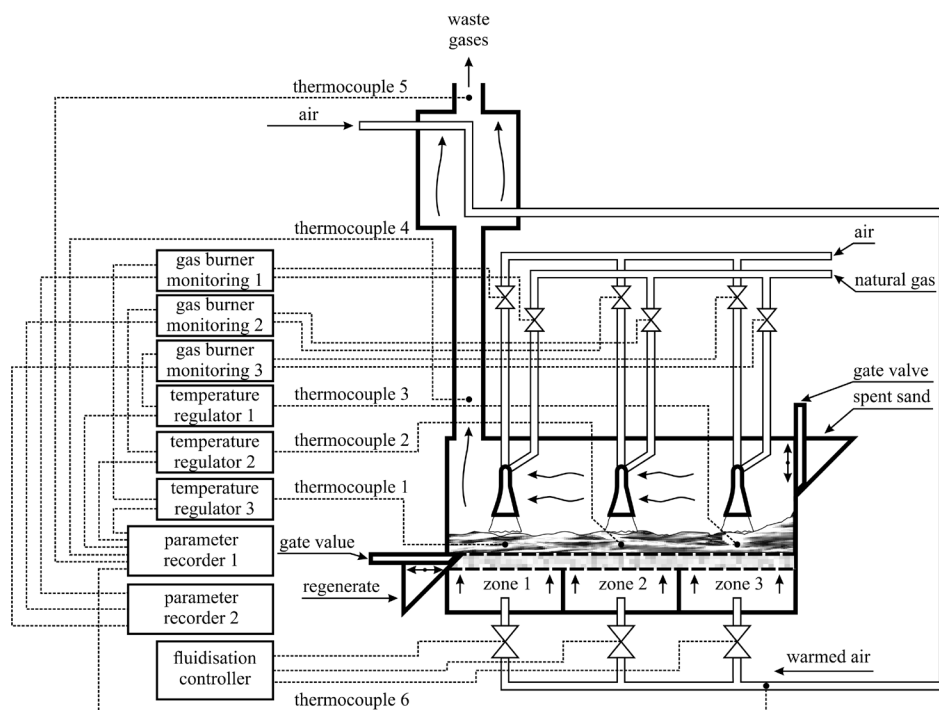 waste
gases
thermocouple 5
air
thermocouple 4
air
gas burner
monitoring 1
natural gas
gas burner
monitoring 2
gas burner
monitoring 3
gate valve
temperature
regulator 1
thermocouple 3
spent sand
temperature
regulator 2
thermocouple 2
temperature
regulator 3
thermocouple 1
parameter
recorder 1
gate value
regenerate
zone 1
zone 2
zone 3
parameter
recorder 2
fluidisation
controller
warmed air
thermocouple 6